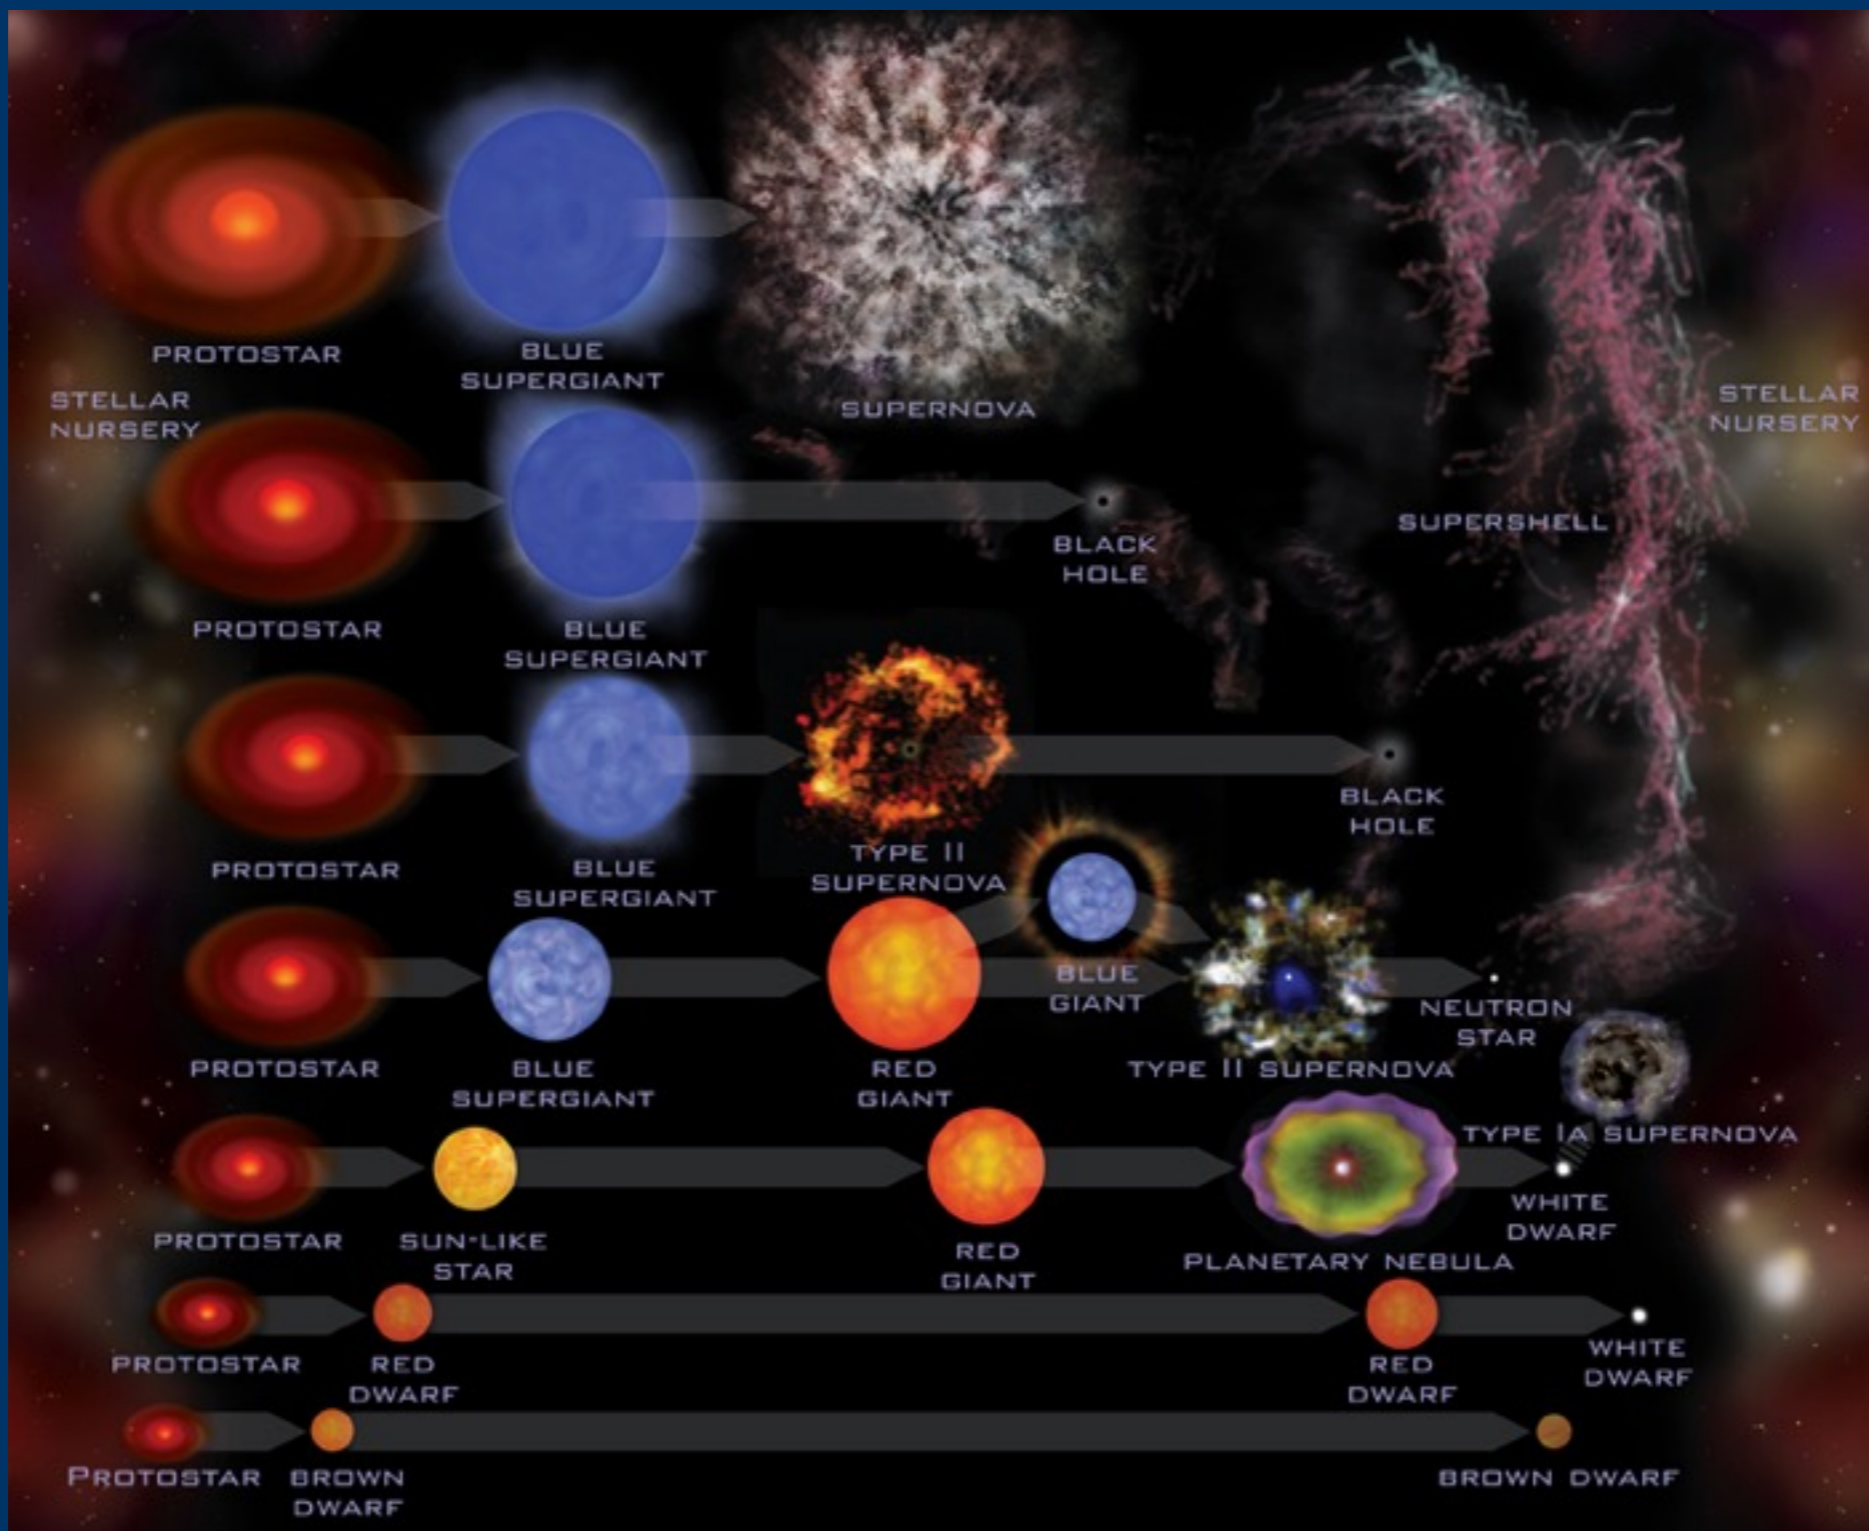 PROTOSTAR
BLUE
SUPERGIANT
SUPERNOVA
STELLAR
NURSERY
STELLAR
NURSERY
PROTOSTAR
BLUE
SUPERGIANT
BLACK
HOLE
SUPERSHELL
PROTOSTAR
BLUE
SUPERGIANT
TYPE II
SUPERNOVA
BLACK
HOLE
PROTOSTAR
BLUE
SUPERGIANT
RED
GIANT
BLUE
GIANT
TYPE II SUPERNOVA
NEUTRON
STAR
PROTOSTAR
SUN-LIKE
STAR
RED
GIANT
PLANETARY NEBULA
TYPE IA SUPERNOVA
WHITE
DWARF
PROTOSTAR
RED
DWARF
RED
DWARF
WHITE
DWARF
PROTOSTAR
BROWN
DWARF
BROWN DWARF